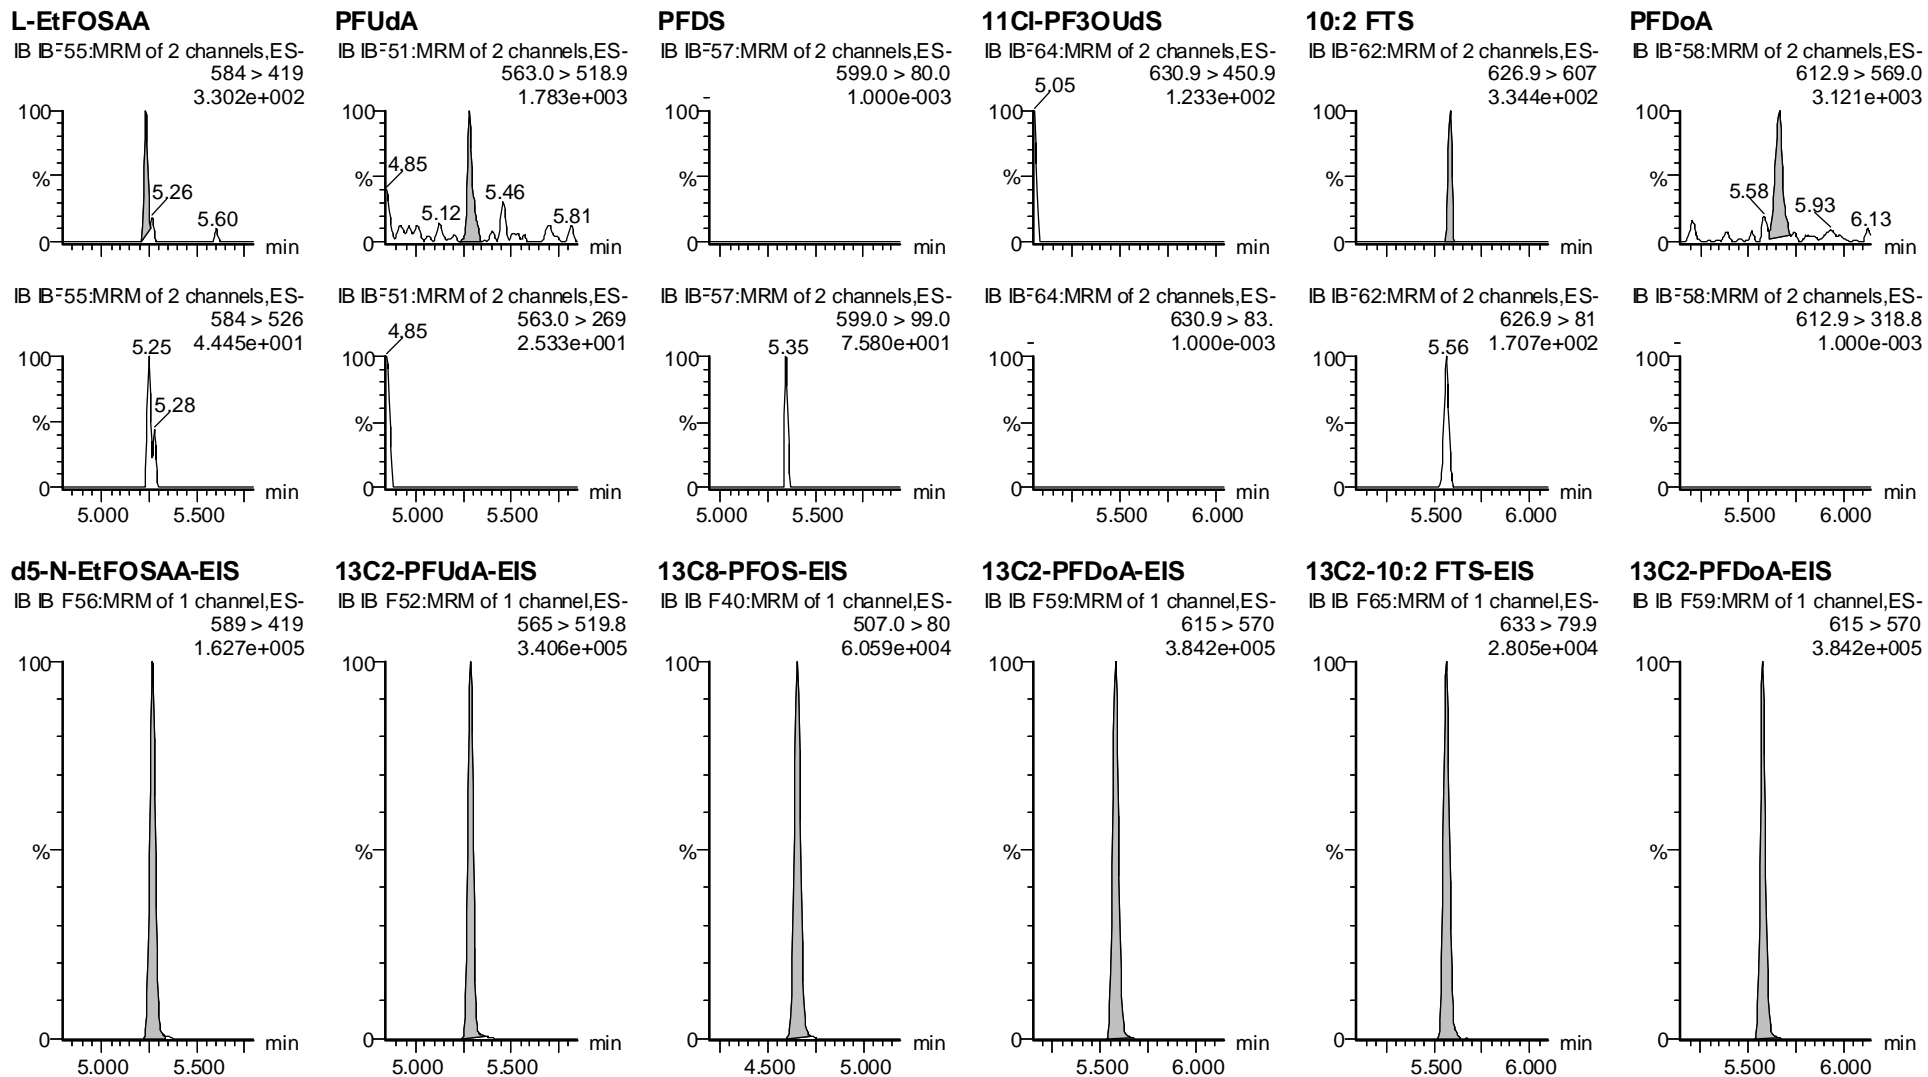 L-EtFOSAA
IB IB F55:MRM of 2 channels,ES-
584 > 419
3.302e+002
100
%
0
5.26
5.60
min
PFUdA
IB IB F51:MRM of 2 channels,ES-
563.0 > 518.9
1.783e+003
100
%
0
4.85
5.12
5.46
5.81
min
PFDS
IB IB F57:MRM of 2 channels,ES-
599.0 > 80.0
1.000e-003
100
%
0
min
11Cl-PF3OUdS
IB IB F64:MRM of 2 channels,ES-
630.9 > 450.9
1.233e+002
5.05
100
%
0
min
10:2 FTS
IB IB F62:MRM of 2 channels,ES-
626.9 > 607
3.344e+002
100
%
0
min
PFDoA
IB IB F58:MRM of 2 channels,ES-
612.9 > 569.0
3.121e+003
100
%
0
5.58
5.93
6.13
min
IB IB F55:MRM of 2 channels,ES-
584 > 526
4.445e+001
5.25
5.28
100
%
0
min
5.000 5.500
IB IB F51:MRM of 2 channels,ES-
563.0 > 269
2.533e+001
4.85
100
%
0
min
5.000 5.500
IB IB F57:MRM of 2 channels,ES-
599.0 > 99.0
7.580e+001
5.35
100
%
0
min
5.000 5.500
IB IB F64:MRM of 2 channels,ES-
630.9 > 83.
1.000e-003
100
%
0
min
5.500 6.000
IB IB F62:MRM of 2 channels,ES-
626.9 > 81
1.707e+002
5.56
100
%
0
min
5.500 6.000
IB IB F58:MRM of 2 channels,ES-
612.9 > 318.8
1.000e-003
100
%
0
min
5.500 6.000
d5-N-EtFOSAA-EIS
IB IB F56:MRM of 1 channel,ES-
589 > 419
1.627e+005
100
%
0
min
5.000 5.500
13C2-PFUdA-EIS
IB IB F52:MRM of 1 channel,ES-
565 > 519.8
3.406e+005
100
%
0
min
5.000 5.500
13C8-PFOS-EIS
IB IB F40:MRM of 1 channel,ES-
507.0 > 80
6.059e+004
100
%
0
min
4.500 5.000
13C2-PFDoA-EIS
IB IB F59:MRM of 1 channel,ES-
615 > 570
3.842e+005
100
%
0
min
5.500 6.000
13C2-10:2 FTS-EIS
IB IB F65:MRM of 1 channel,ES-
633 > 79.9
2.805e+004
100
%
0
min
5.500 6.000
13C2-PFDoA-EIS
IB IB F59:MRM of 1 channel,ES-
615 > 570
3.842e+005
100
%
0
min
5.500 6.000